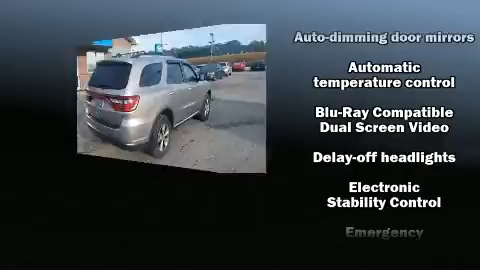 Auto-dimming door mirrors
Automatic
temperature control
Blu-Ray Compatible
Dual Screen Video
Delay-off headlights
Electronic
Stability Control
Emergency